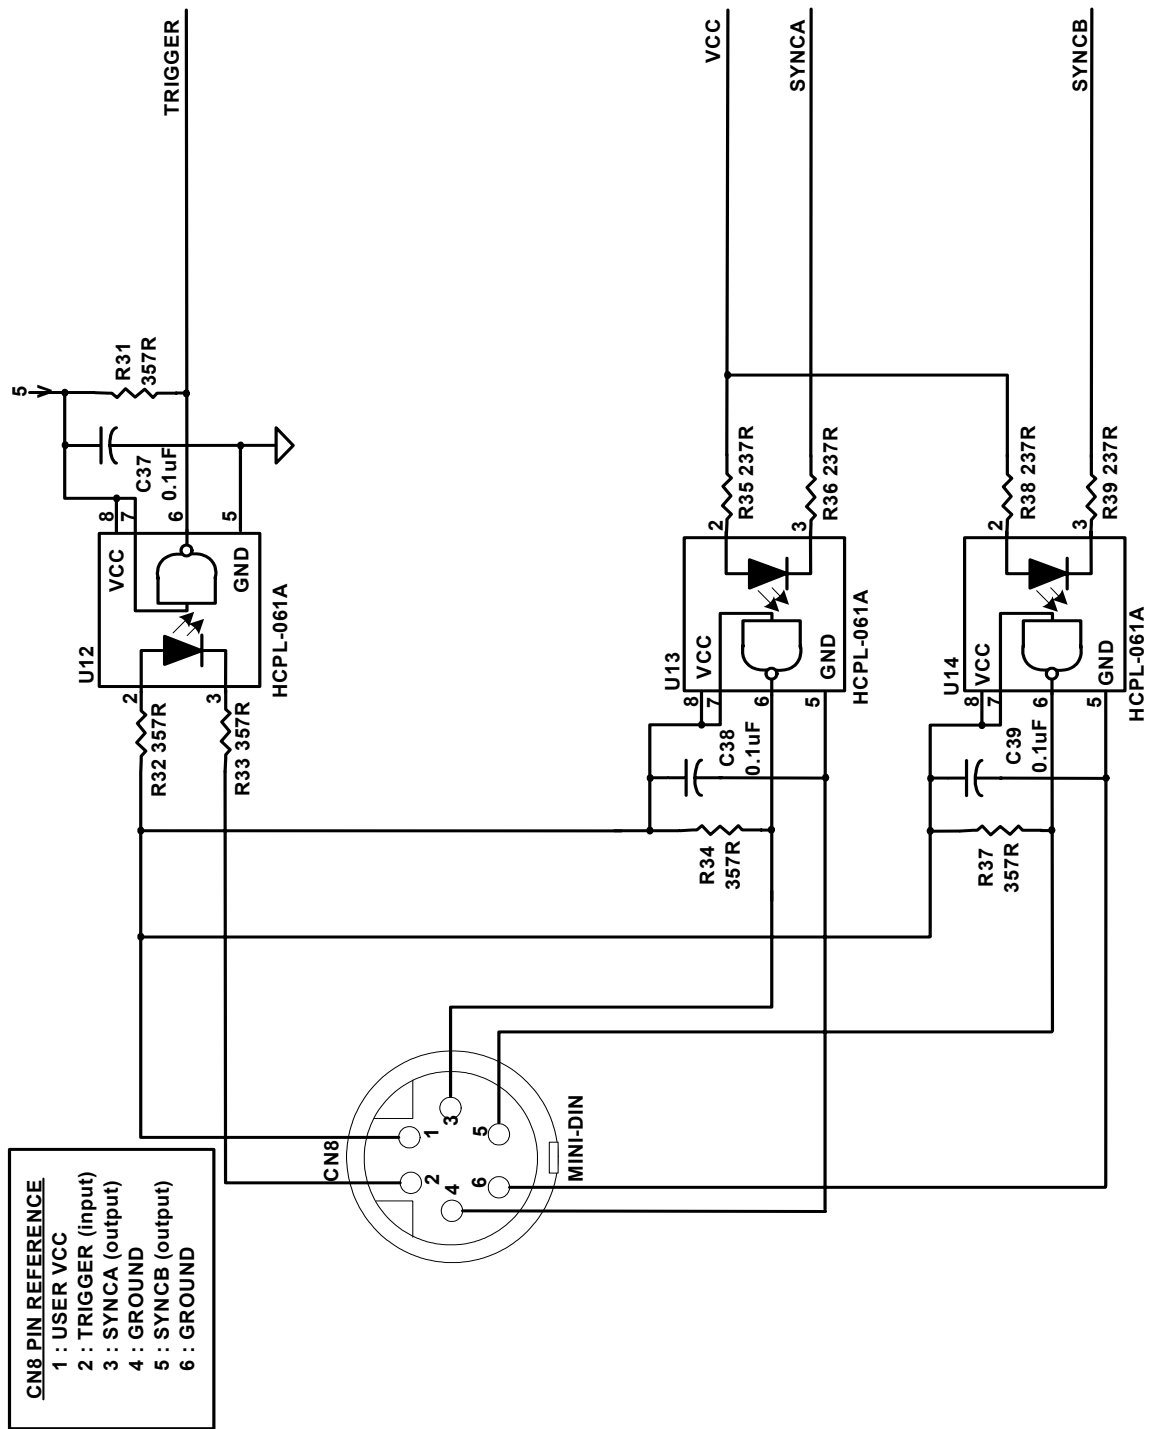 CN8 PIN REFERENCE
1 : USER VCC
2 : TRIGGER (input)
3 : SYNCA (output)
4 : GROUND
5 : SYNCB (output)
6 : GROUND
CN8
1
2
3
4
5
6
MINI-DIN
R32 357R
R33 357R
2
3
U12
VCC
GND
HCPL-061A
8
7
6
5
C37
0.1uF
5
R31
357R
TRIGGER
R34
357R
C38
0.1uF
8
7
6
5
U13
VCC
GND
HCPL-061A
2
3
R35 237R
R36 237R
VCC
SYNCA
R37
357R
C39
0.1uF
8
7
6
5
U14
VCC
GND
HCPL-061A
2
3
R38 237R
R39 237R
SYNCB